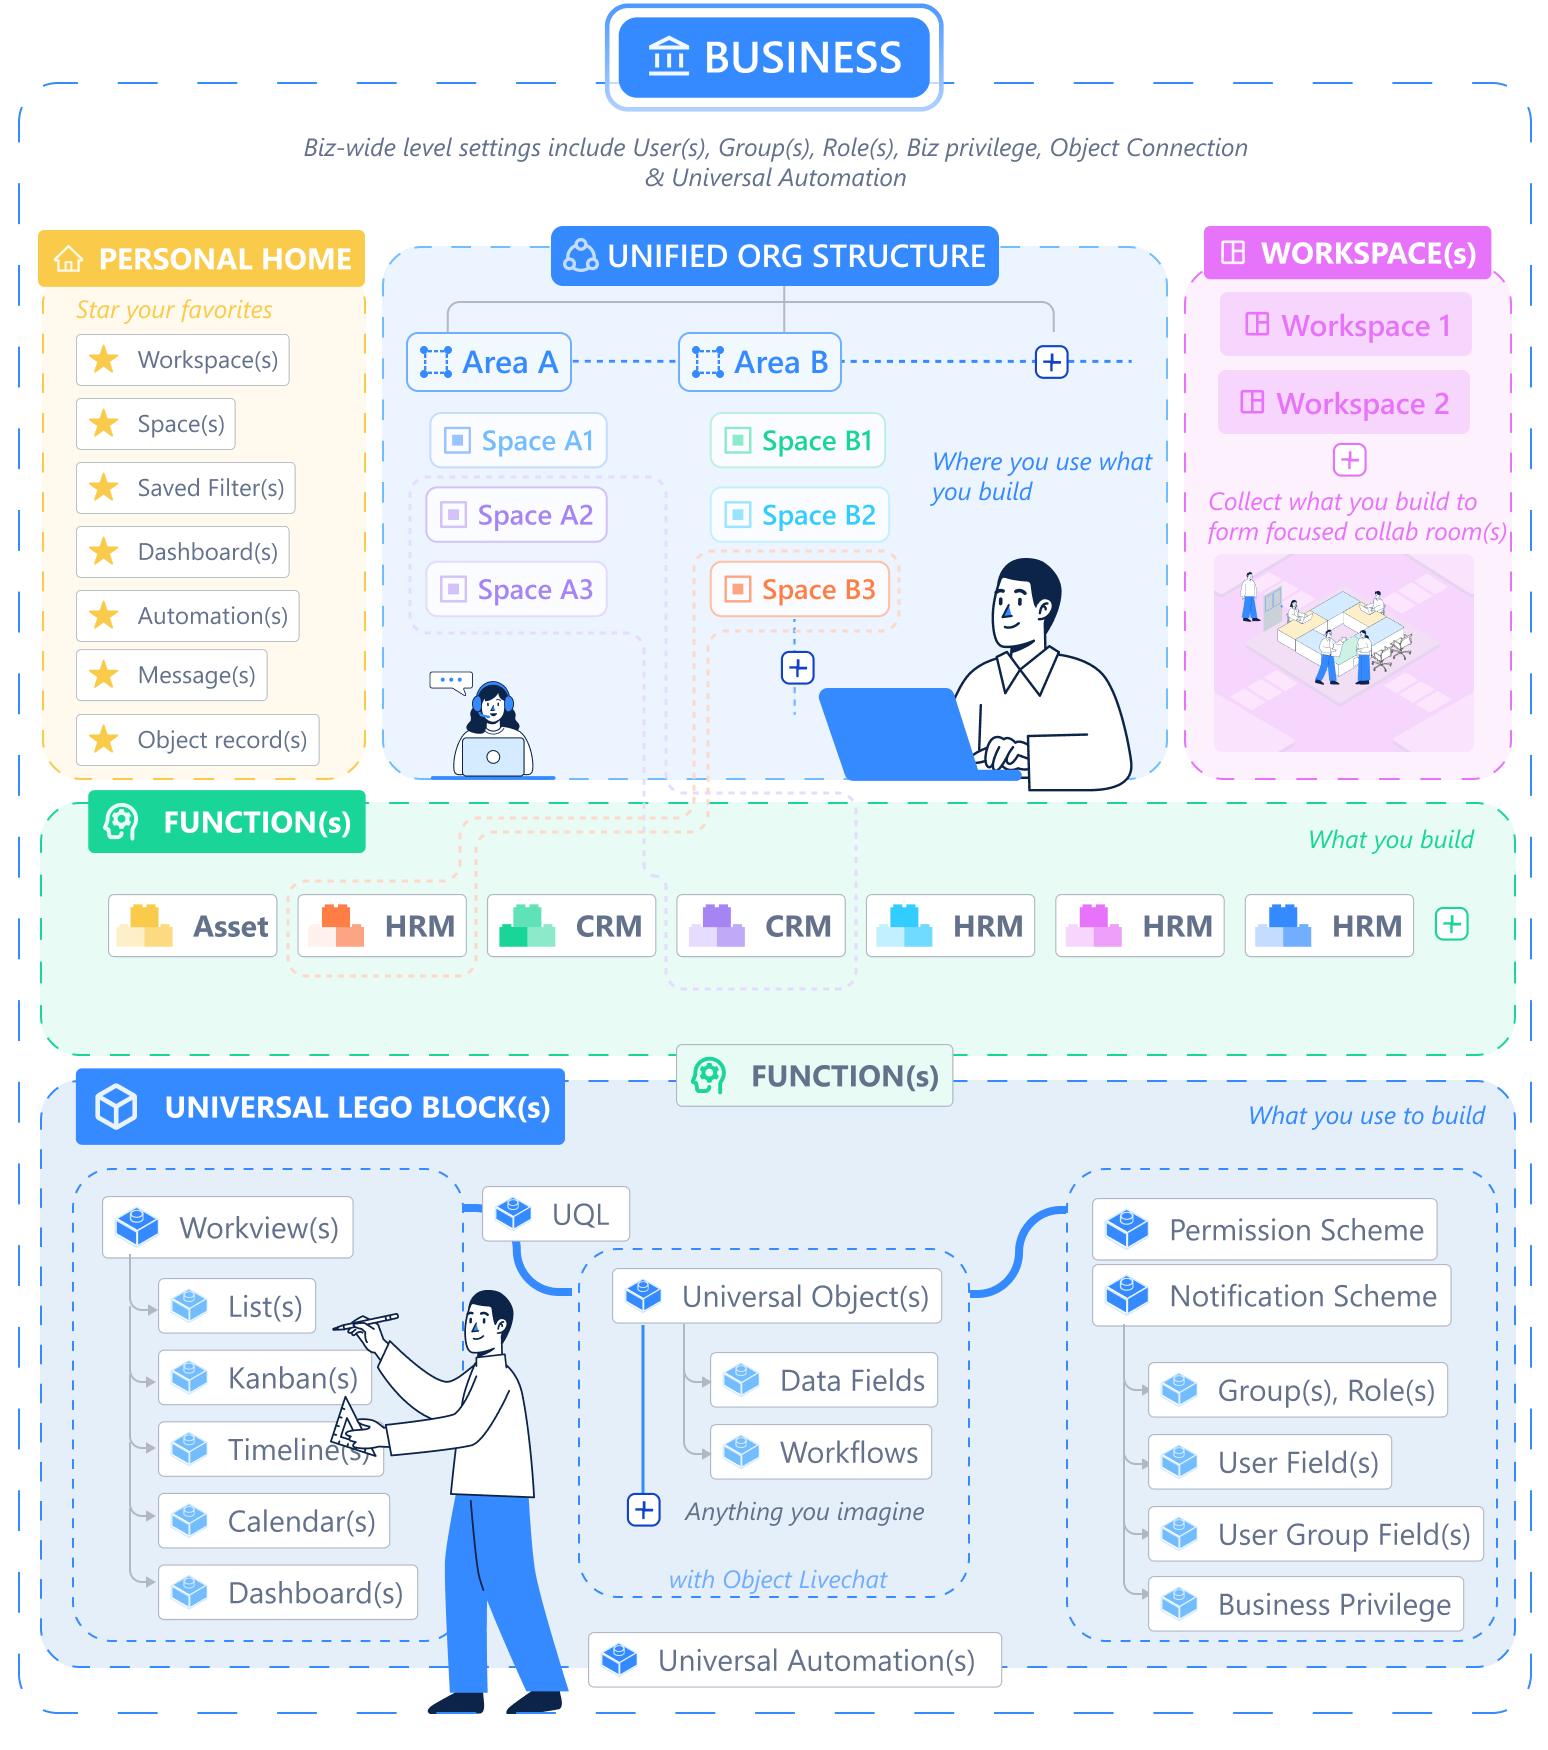 BUSINESS
Biz-wide level settings include User(s), Group(s), Role(s), Biz privilege, Object Connection
& Universal Automation
PERSONAL HOME
Star your favorites
Workspace(s)
Space(s)
Saved Filter(s)
Dashboard(s)
Automation(s)
Message(s)
Object record(s)
UNIFIED ORG STRUCTURE
Area A
Area B
Space A1
Space A2
Space A3
Space B1
Space B2
Space B3
Where you use what
you build
WORKSPACE(s)
Workspace 1
Workspace 2
Collect what you build to
form focused collab room(s)
FUNCTION(s)
What you build
Asset
HRM
CRM
CRM
HRM
HRM
HRM
FUNCTION(s)
UNIVERSAL LEGO BLOCK(s)
What you use to build
Workview(s)
List(s)
Kanban(s)
Timeline(s)
Calendar(s)
Dashboard(s)
UQL
Universal Object(s)
Data Fields
Workflows
Anything you imagine
with Object Livechat
Universal Automation(s)
Permission Scheme
Notification Scheme
Group(s), Role(s)
User Field(s)
User Group Field(s)
Business Privilege